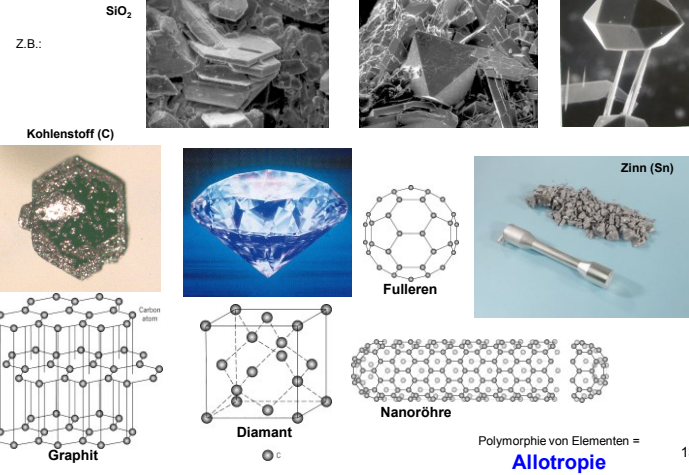 SiO2
Z.B.:
Kohlenstoff (C)
Zinn (Sn)
Fulleren
Carbon
atom
Nanoröhre
Diamant
Graphit
C
Polymorphie von Elementen =
Allotropie
1